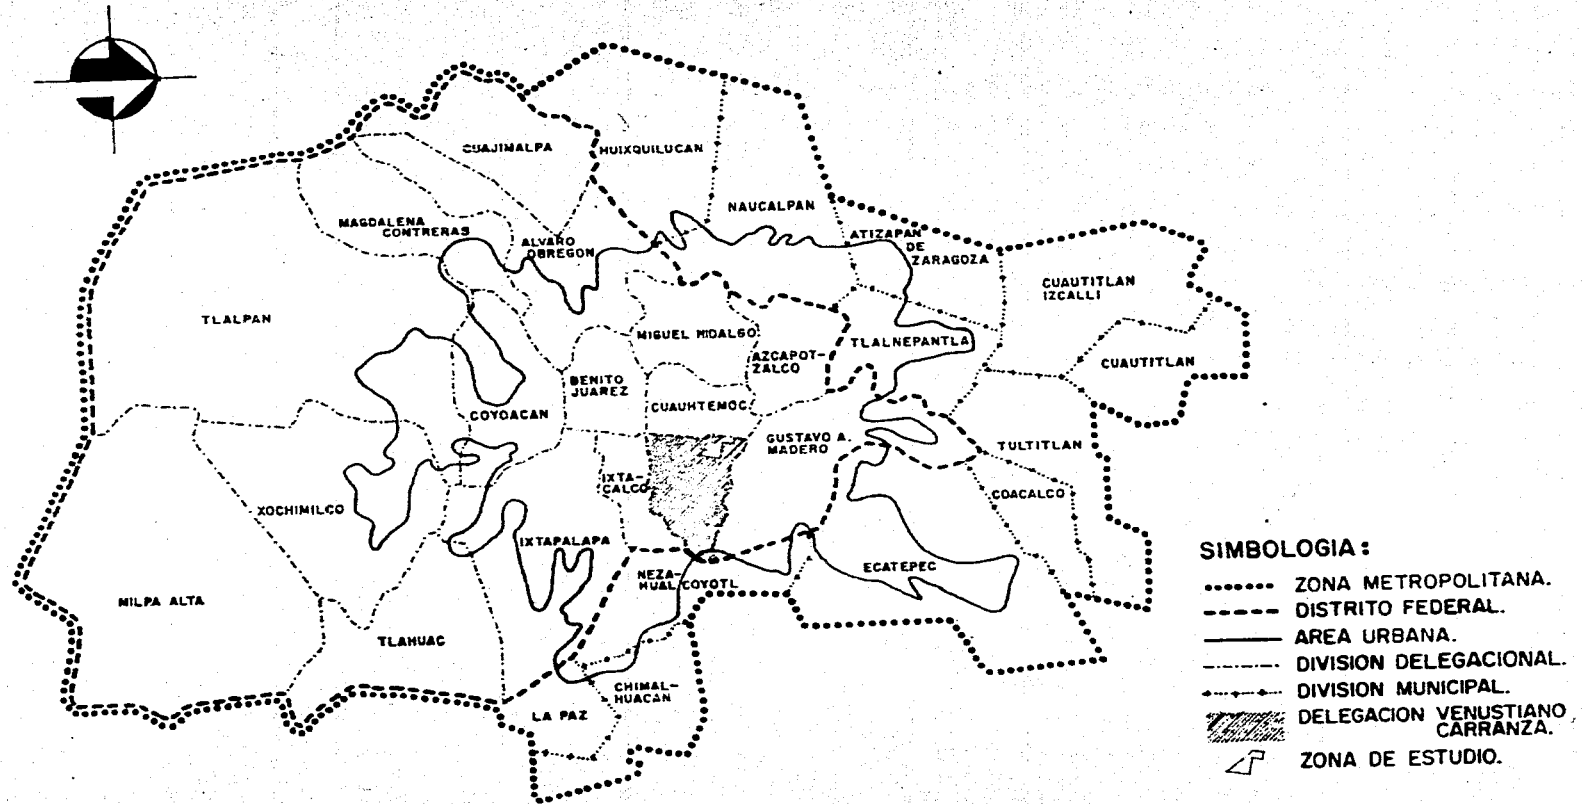 CUAJIMALPA
HUIXQUILUCAN
NAUCALPAN
MAGDALENA
CONTRERAS
ALVARO
OBREGON
ATIZAPAN
DE
ZARAGOZA
CUAUTITLAN
IZCALLI
TLALPAN
MIGUEL HIDALGO
AZCAPOT-
ZALCO
TLALNEPANTLA
CUAUTITLAN
BENITO
JUAREZ
CUAUHTEMOC
COYOACAN
GUSTAVO A.
MADERO
TULTITLAN
IXTA-
CALCO
COACALCO
XOCHIMILCO
IXTAPALAPA
NEZA-
HUALCOYOTL
ECATEPEC
MILPA ALTA
TLAHUAC
CHIMAL-
HUACAN
LA PAZ
SIMBOLOGIA:
ZONA METROPOLITANA.
DISTRITO FEDERAL.
AREA URBANA.
DIVISION DELEGACIONAL.
DIVISION MUNICIPAL.
DELEGACION VENUSTIANO
CARRANZA.
ZONA DE ESTUDIO.